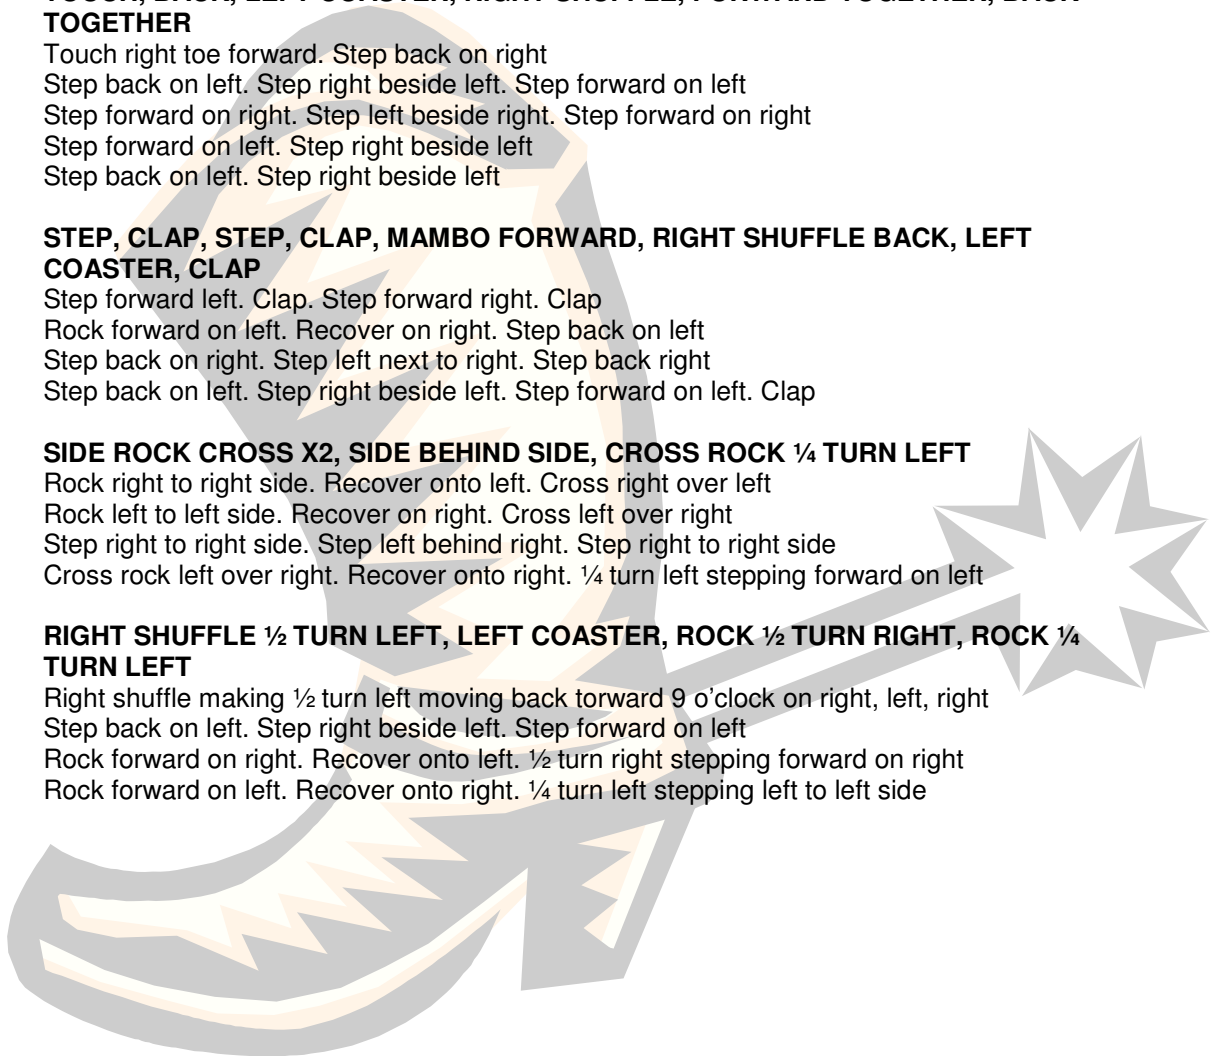 TOUCH, BACK, LEFT COASTER, RIGHT SHUFFLE, FORWARD TOGETHER, BACK
TOGETHER
Touch right toe forward. Step back on right
Step back on left. Step right beside left. Step forward on left
Step forward on right. Step left beside right. Step forward on right
Step forward on left. Step right beside left
Step back on left. Step right beside left
STEP, CLAP, STEP, CLAP, MAMBO FORWARD, RIGHT SHUFFLE BACK, LEFT
COASTER, CLAP
Step forward left. Clap. Step forward right. Clap
Rock forward on left. Recover on right. Step back on left
Step back on right. Step left next to right. Step back right
Step back on left. Step right beside left. Step forward on left. Clap
SIDE ROCK CROSS X2, SIDE BEHIND SIDE, CROSS ROCK ¼ TURN LEFT
Rock right to right side. Recover onto left. Cross right over left
Rock left to left side. Recover on right. Cross left over right
Step right to right side. Step left behind right. Step right to right side
Cross rock left over right. Recover onto right. ¼ turn left stepping forward on left
RIGHT SHUFFLE ½ TURN LEFT, LEFT COASTER, ROCK ½ TURN RIGHT, ROCK ¼
TURN LEFT
Right shuffle making ½ turn left moving back torward 9 o’clock on right, left, right
Step back on left. Step right beside left. Step forward on left
Rock forward on right. Recover onto left. ½ turn right stepping forward on right
Rock forward on left. Recover onto right. ¼ turn left stepping left to left side